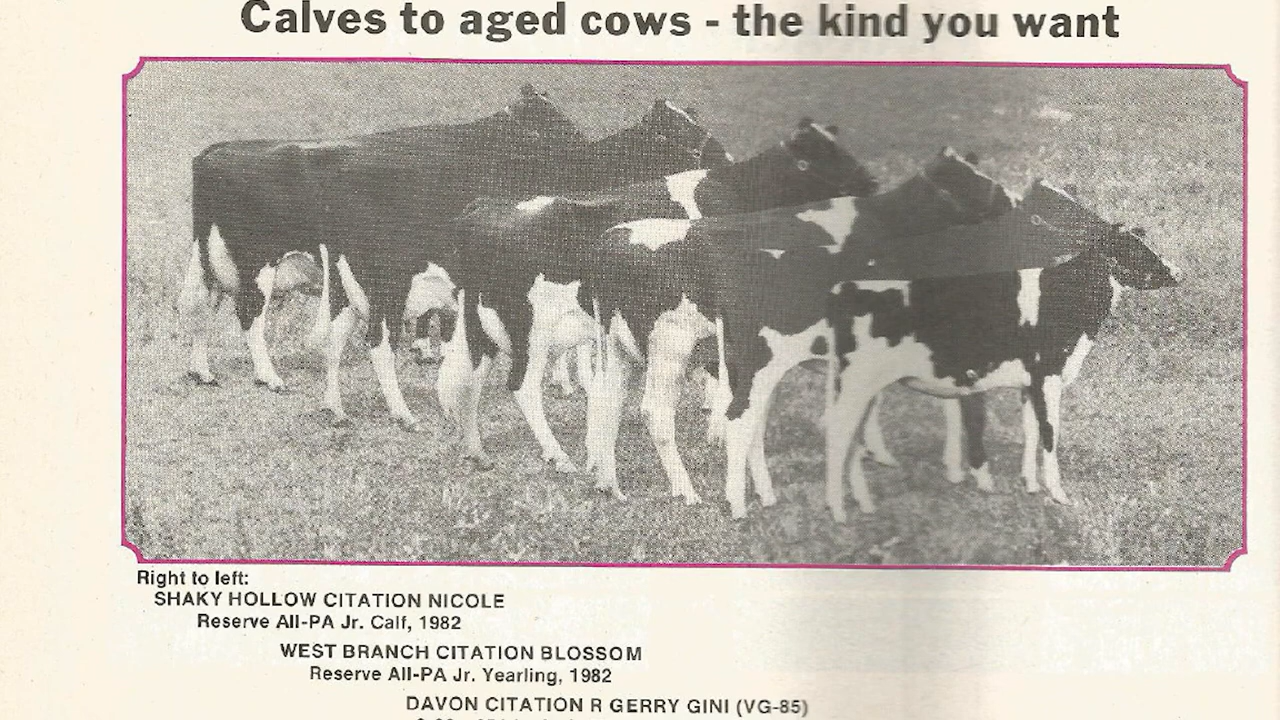 Calves to aged cows - the kind you want
Right to left:
SHAKY HOLLOW CITATION NICOLE
Reserve All-PA Jr. Calf, 1982
WEST BRANCH CITATION BLOSSOM
Reserve All-PA Jr. Yearling, 1982
DAVON CITATION R GERRY GINI (VG-85)